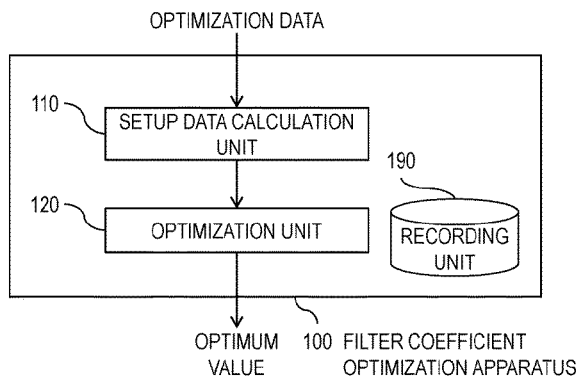 OPTIMIZATION DATA
110
SETUP DATA CALCULATION
UNIT
190
120
OPTIMIZATION UNIT
RECORDING
UNIT
OPTIMUM
VALUE
100 FILTER COEFFICIENT
OPTIMIZATION APPARATUS